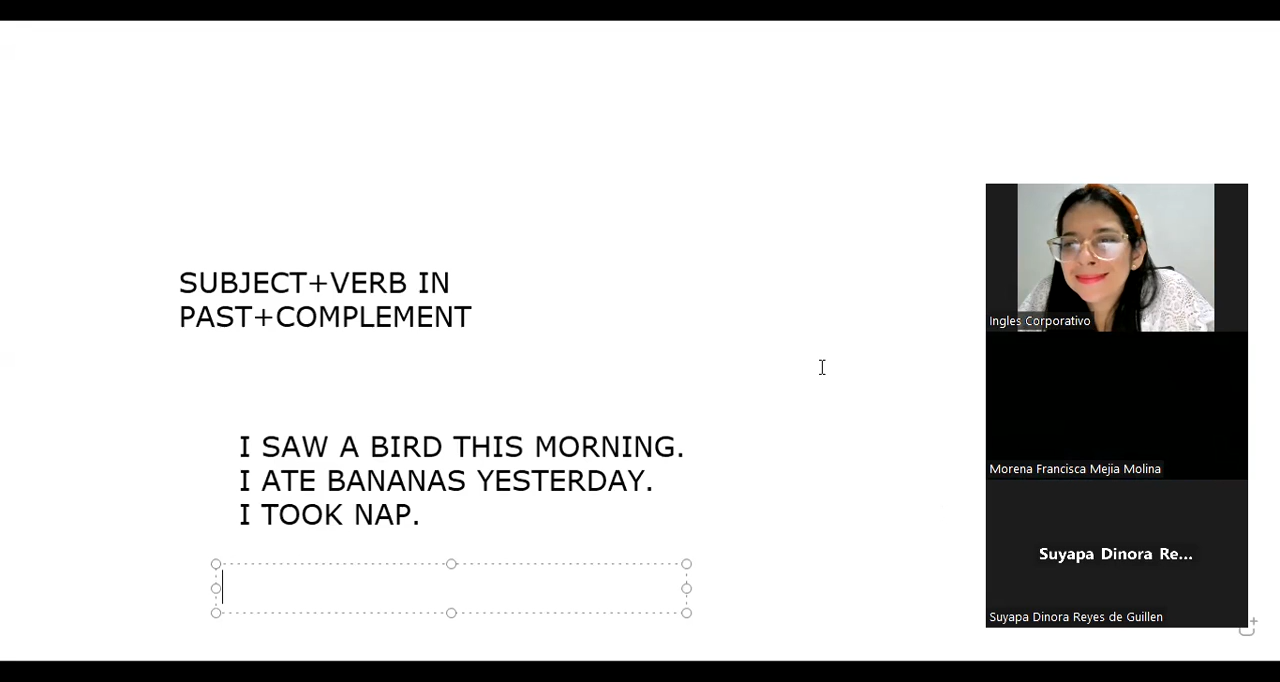 SUBJECT+VERB IN
PAST+COMPLEMENT
I SAW A BIRD THIS MORNING.
I ATE BANANAS YESTERDAY.
I TOOK NAP.
Ingles Corporativo
Morena Francisca Mejia Molina
Suyapa Dinora Re...
Suyapa Dinora Reyes de Guillen